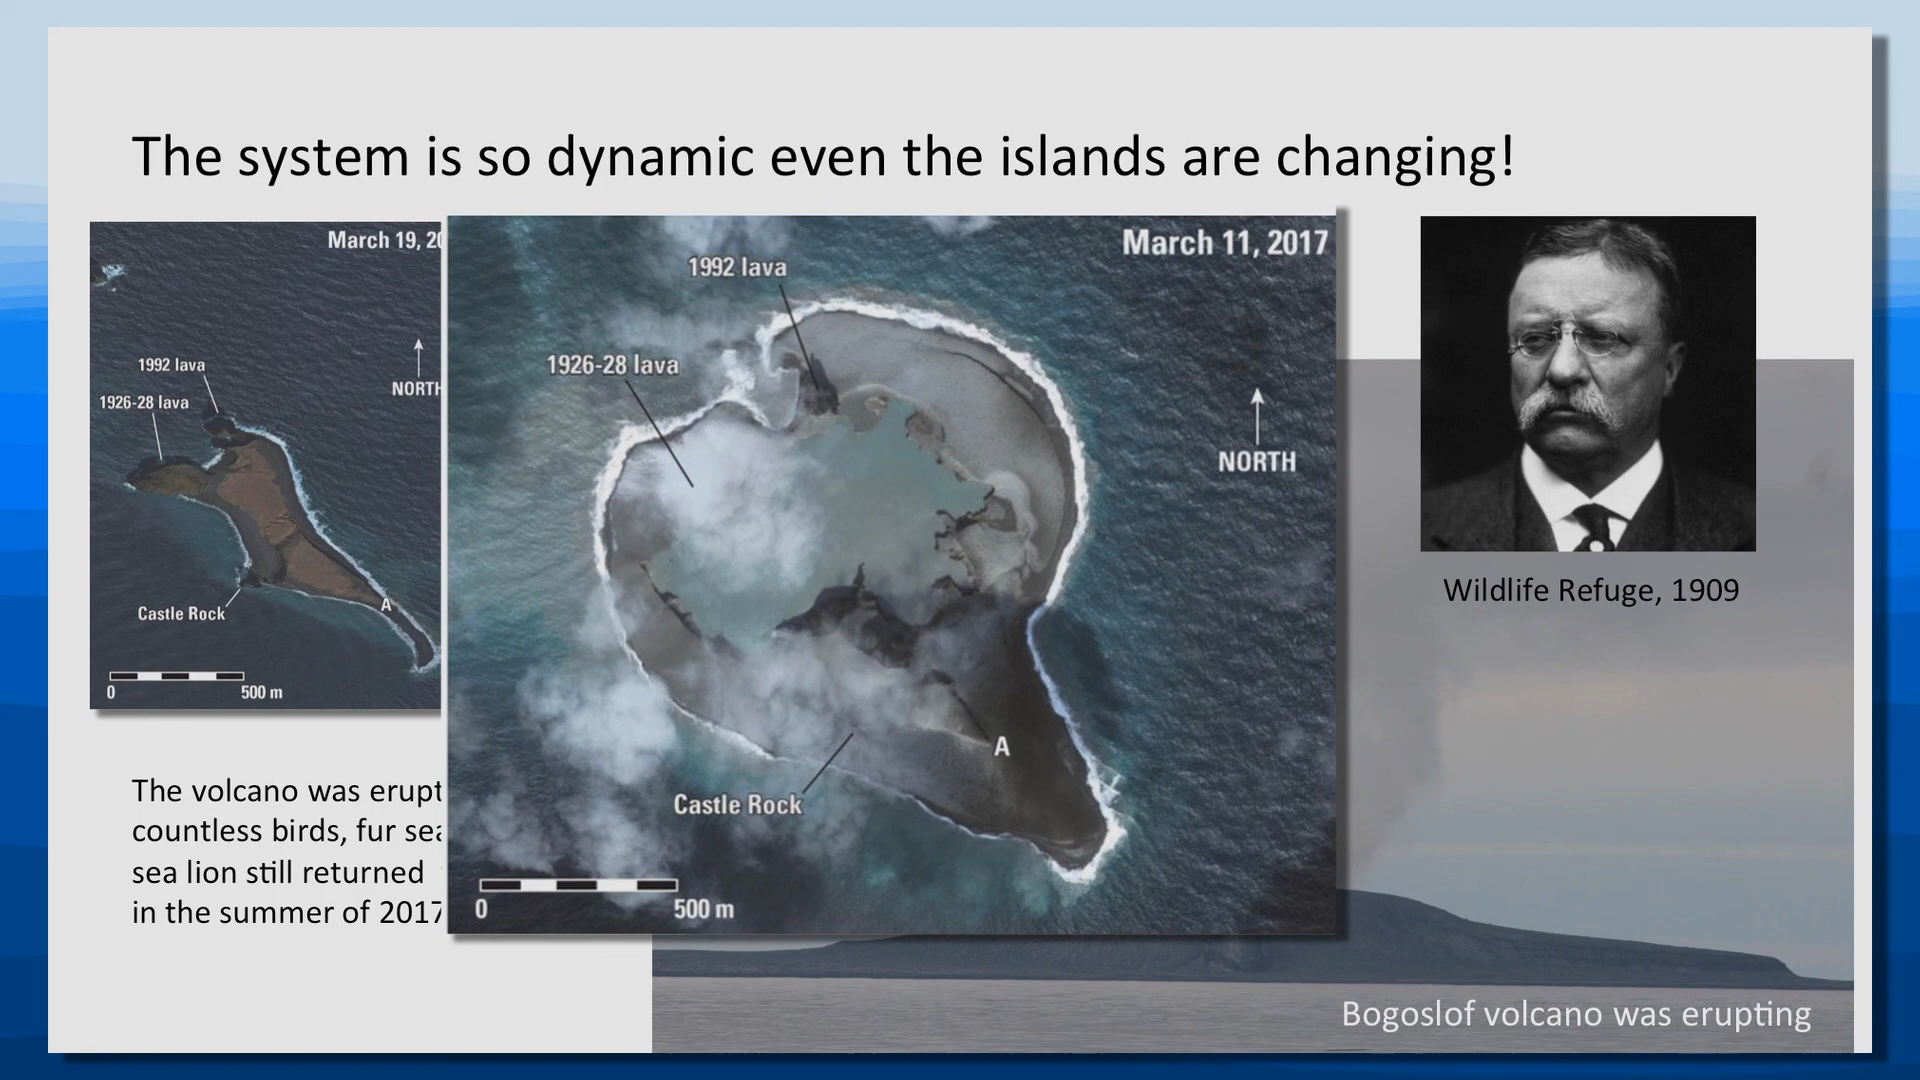 The system is so dynamic even the islands are changing!
March 19, 20
1992 lava
1926-28 lava
NORTH
Castle Rock
A
0 500 m
March 11, 2017
1992 lava
1926-28 lava
NORTH
A
Castle Rock
0 500 m
Wildlife Refuge, 1909
The volcano was
countless birds, fur
sea lion still returned
in the summer of 2017
Bogoslof volcano was erupting